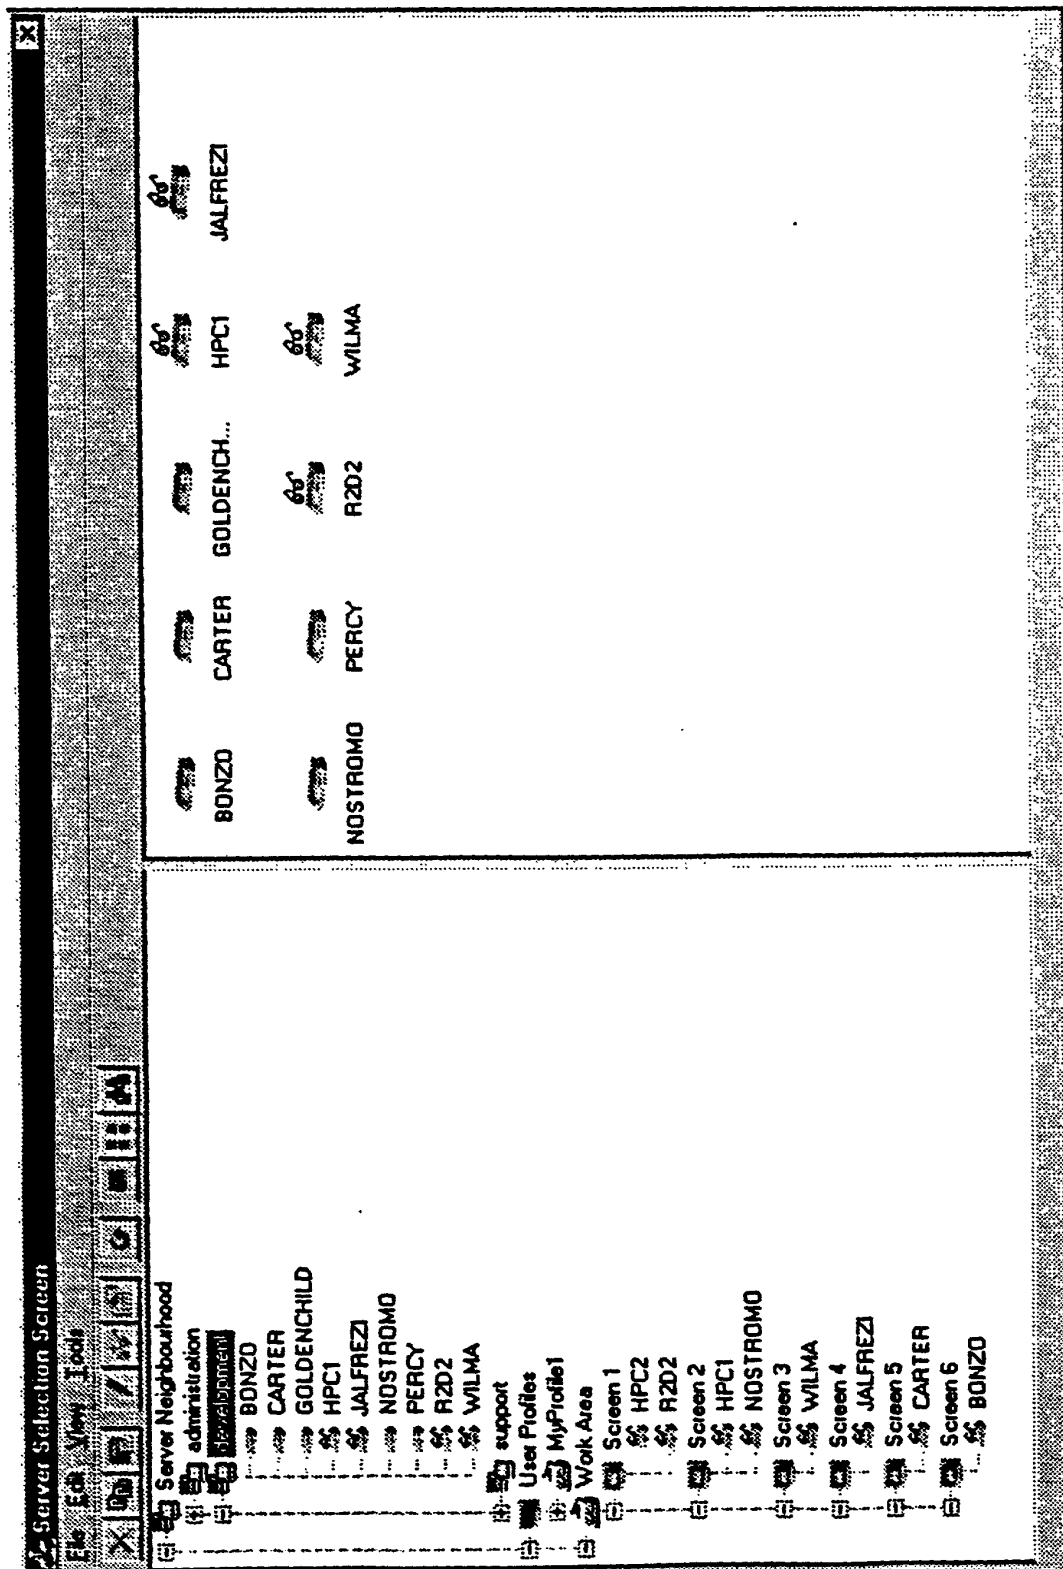 Server Selection Screen
File Edit View Tools
Server Neighbourhood
administration
development
BONZO
CARTER
GOLDENCHILD
HPC1
JALFREZI
NOSTROMO
PERCY
R2D2
WILMA
support
User Profiles
MyProfile1
Work Area
Screen 1
HPC2
R2D2
Screen 2
HPC1
NOSTROMO
Screen 3
WILMA
Screen 4
JALFREZI
Screen 5
CARTER
Screen 6
BONZO
BONZO CARTER GOLDENCH... HPC1 JALFREZI
NOSTROMO PERCY R2D2 WILMA